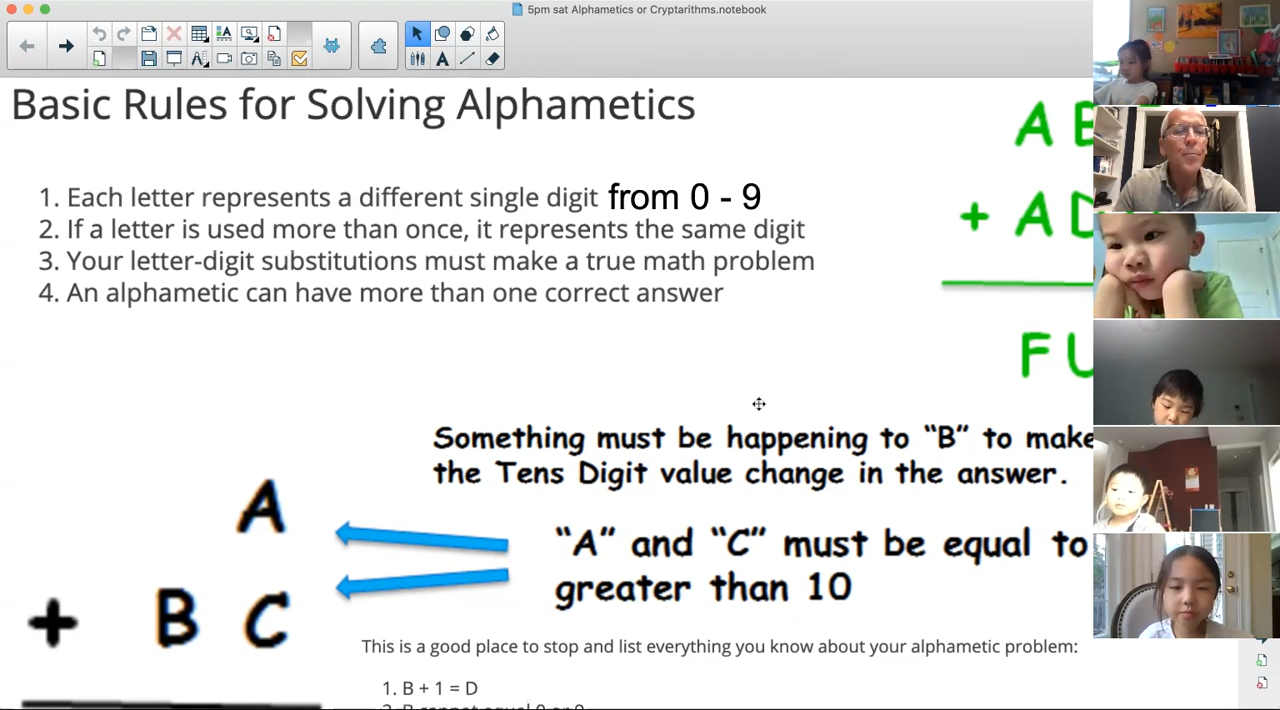 5pm sat Alphametics or Cryptarithms.notebook
Basic Rules for Solving Alphametics
1. Each letter represents a different single digit from 0 - 9
2. If a letter is used more than once, it represents the same digit
3. Your letter-digit substitutions must make a true math problem
4. An alphametic can have more than one correct answer
A B
+ A D
F U
Something must be happening to “B” to make
the Tens Digit value change in the answer.
A
“A” and “C” must be equal to
greater than 10
+ B C
This is a good place to stop and list everything you know about your alphametic problem:
1. B + 1 = D